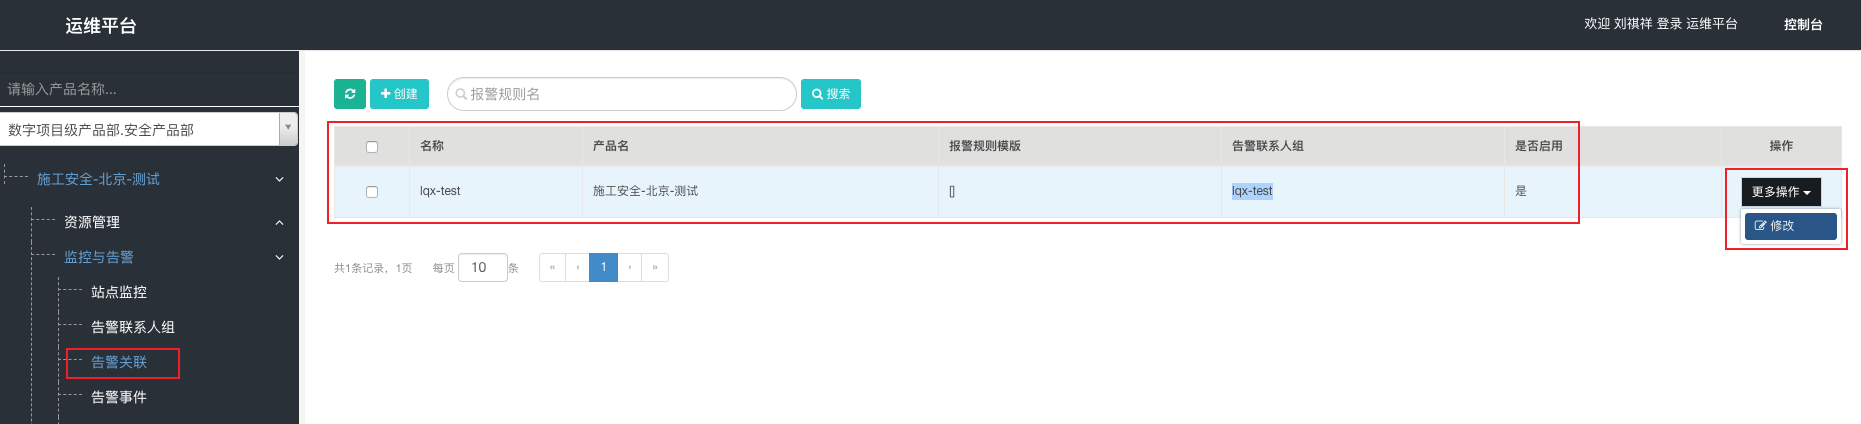 运维平台
欢迎 刘祺祥 登录 运维平台 控制台
请输入产品名称...
数字项目级产品部.安全产品部
施工安全-北京-测试
资源管理
监控与告警
站点监控
告警联系人组
告警关联
告警事件
创建 报警规则名 搜索
名称 产品名 报警规则模版 告警联系人组 是否启用 操作
lqx-test 施工安全-北京-测试 [] lqx-test 是 更多操作
修改
共1条记录，1页 每页 10 条 « ‹ 1 › »